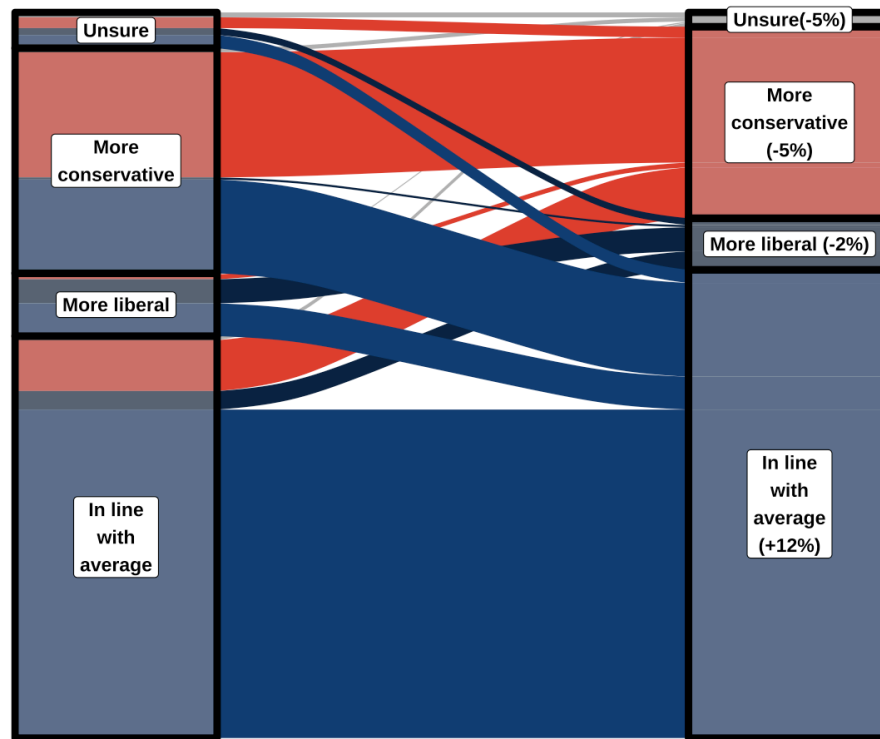 Unsure
More
conservative
More liberal
In line
with
average
Unsure(-5%)
More
conservative
(-5%)
More liberal (-2%)
In line
with
average
(+12%)